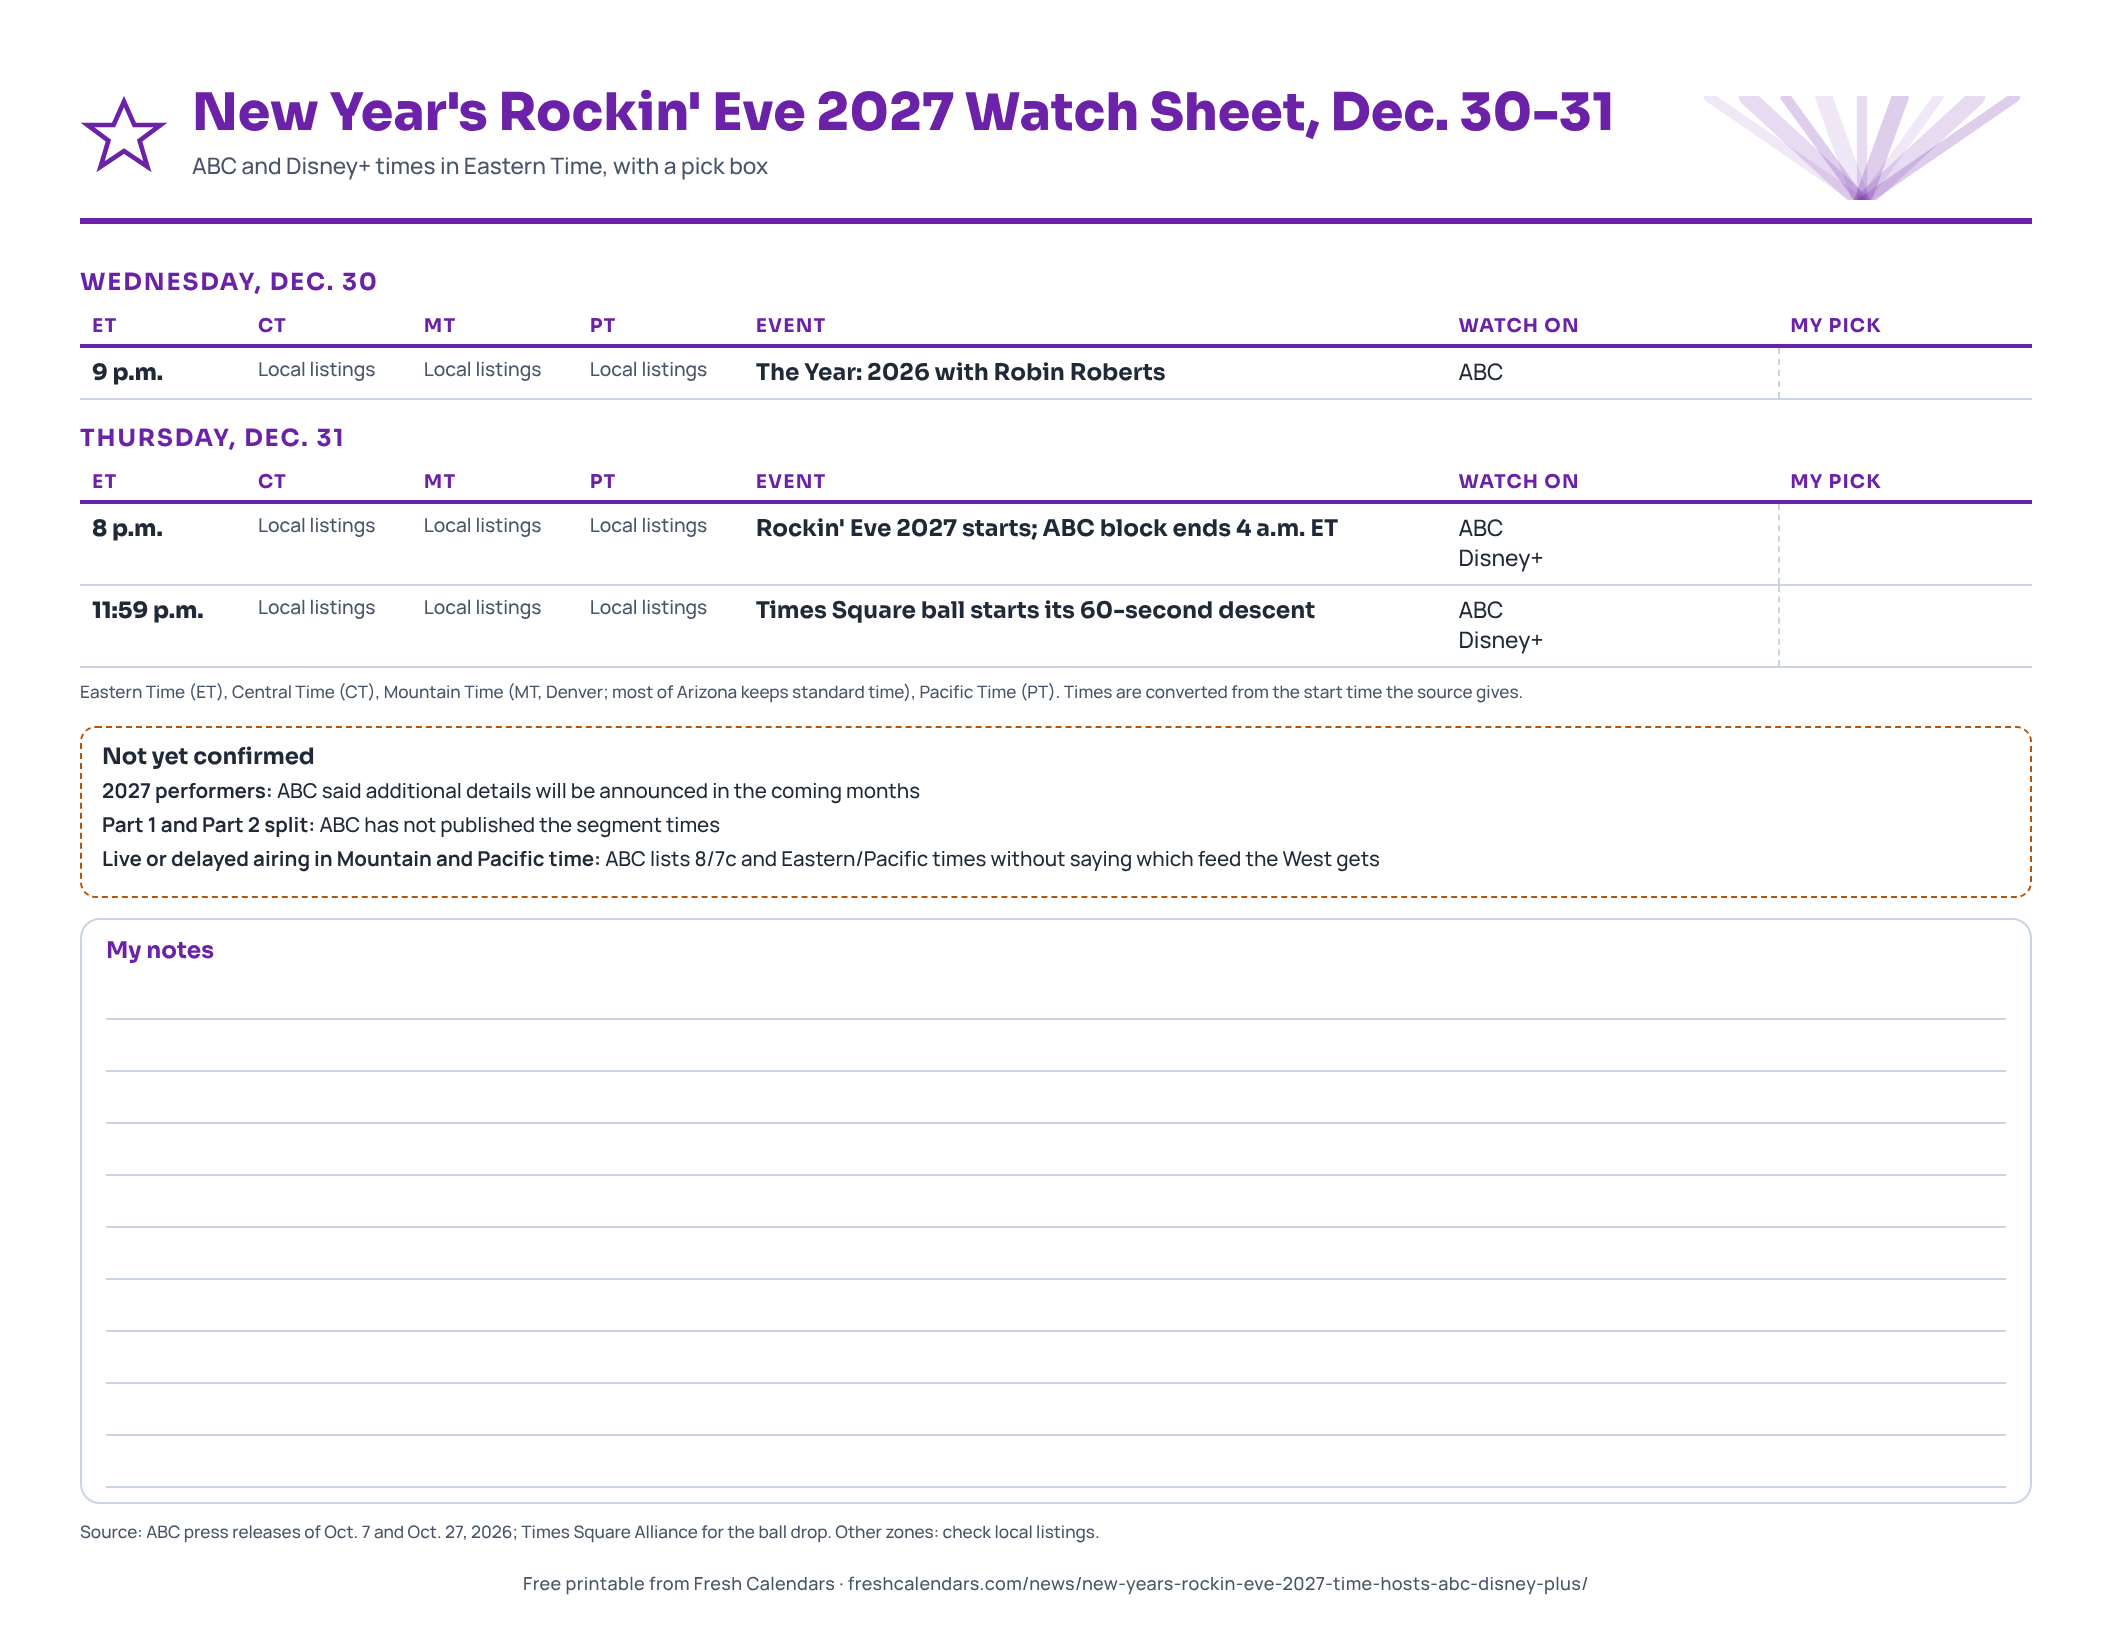 New Year's Rockin' Eve 2027 Watch Sheet, Dec. 30–31
ABC and Disney+ times in Eastern Time, with a pick box
WEDNESDAY, DEC. 30
ET CT MT PT EVENT WATCH ON MY PICK
9 p.m. Local listings Local listings Local listings The Year: 2026 with Robin Roberts ABC
THURSDAY, DEC. 31
ET CT MT PT EVENT WATCH ON MY PICK
8 p.m. Local listings Local listings Local listings Rockin' Eve 2027 starts; ABC block ends 4 a.m. ET ABC
Disney+
11:59 p.m. Local listings Local listings Local listings Times Square ball starts its 60-second descent ABC
Disney+
Eastern Time (ET), Central Time (CT), Mountain Time (MT, Denver; most of Arizona keeps standard time), Pacific Time (PT). Times are converted from the start time the source gives.
Not yet confirmed
2027 performers: ABC said additional details will be announced in the coming months
Part 1 and Part 2 split: ABC has not published the segment times
Live or delayed airing in Mountain and Pacific time: ABC lists 8/7c and Eastern/Pacific times without saying which feed the West gets
My notes
Source: ABC press releases of Oct. 7 and Oct. 27, 2026; Times Square Alliance for the ball drop. Other zones: check local listings.
Free printable from Fresh Calendars · freshcalendars.com/news/new-years-rockin-eve-2027-time-hosts-abc-disney-plus/